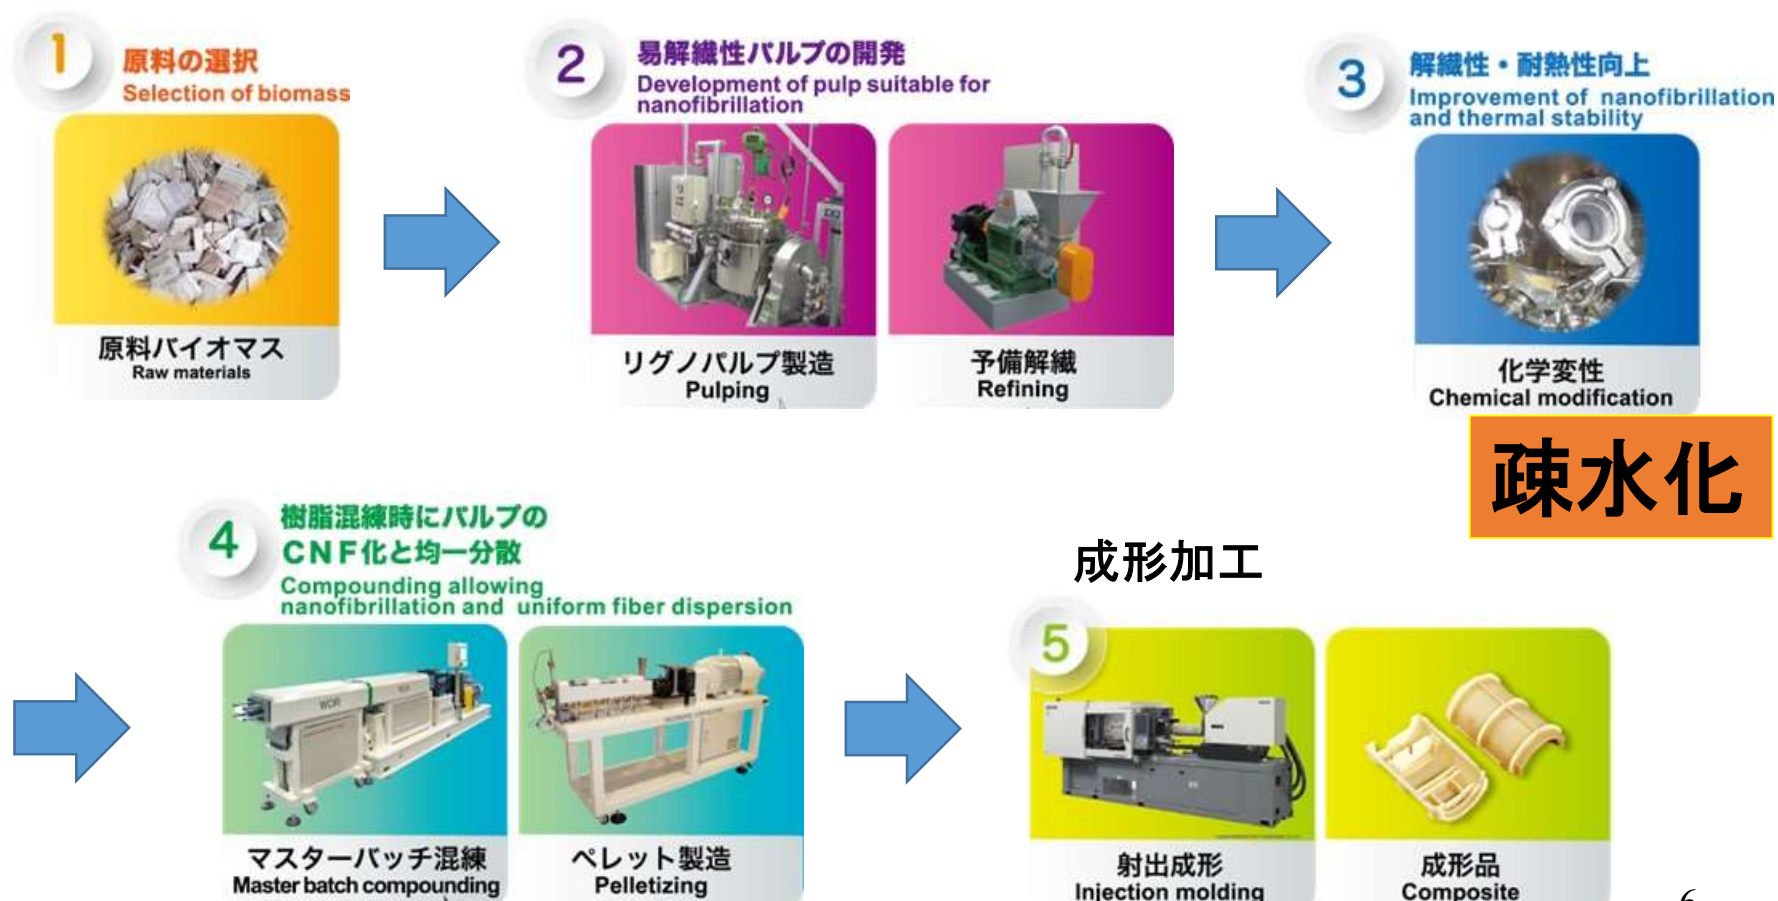 1
原料の選択
Selection of biomass
原料バイオマス
Raw materials
2
易解繊性パルプの開発
Development of pulp suitable for
nanofibrillation
リグノパルプ製造
Pulping
予備解繊
Refining
3
解繊性・耐熱性向上
Improvement of nanofibrillation
and thermal stability
化学変性
Chemical modification
疎水化
4
樹脂混練時にパルプの
CNF化と均一分散
Compounding allowing
nanofibrillation and uniform fiber dispersion
マスターバッチ混練
Master batch compounding
ペレット製造
Pelletizing
成形加工
5
射出成形
Injection molding
成形品
Composite
6